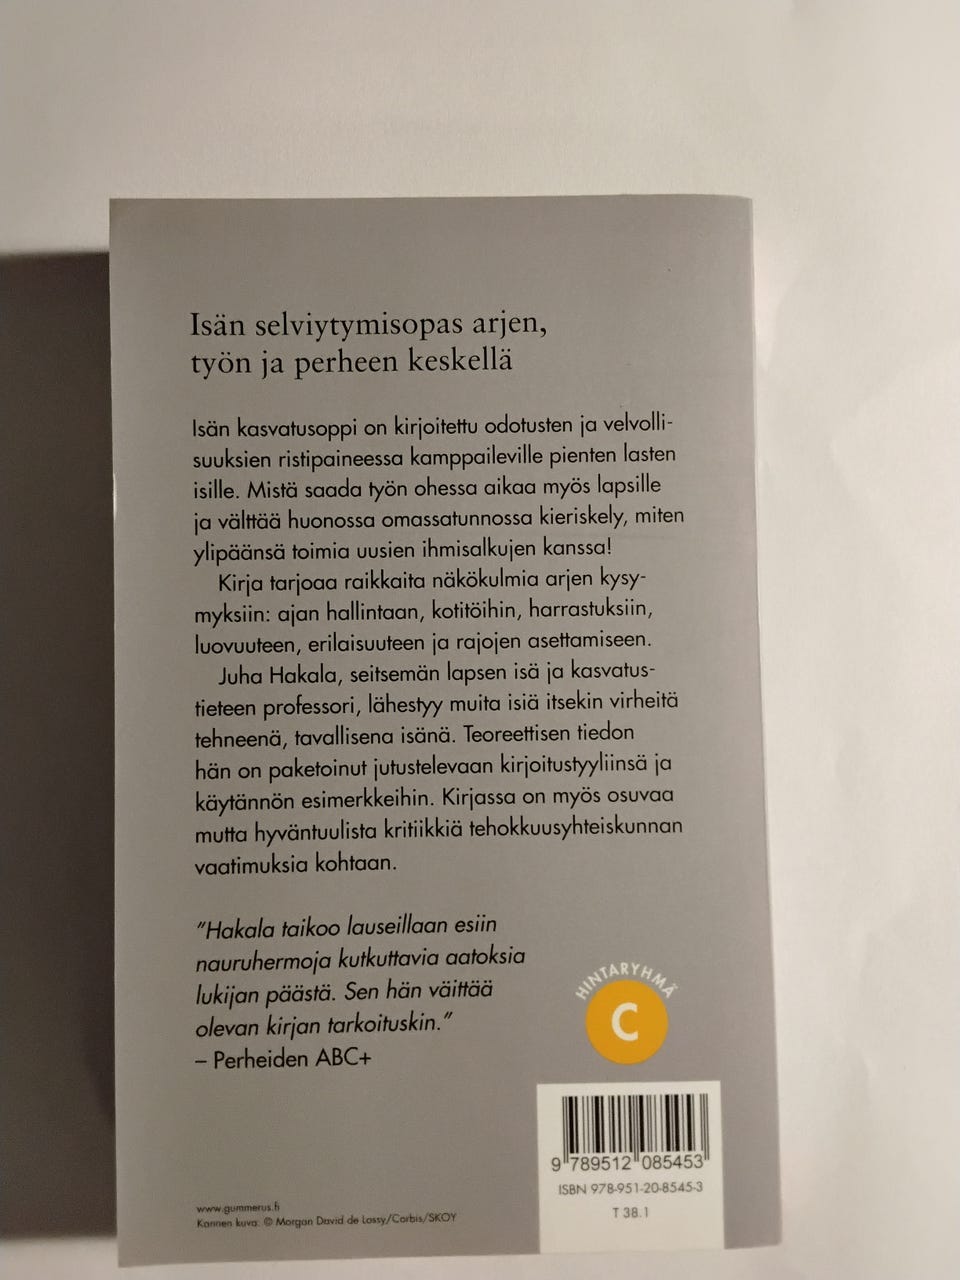 Isän selviytymisopas arjen,
työn ja perheen keskellä
Isän kasvatusoppi on kirjoitettu odotusten ja velvolli-
suuksien ristipaineessa kamppaileville pienten lasten
isille. Mistä saada työn ohessa aikaa myös lapsille
ja välttää huonossa omassatunnossa kieriskely, miten
ylipäänsä toimia uusien ihmisalkujen kanssa!
Kirja tarjoaa raikkaita näkökulmia arjen kysy-
myksiin: ajan hallintaan, kotitöihin, harrastuksiin,
luovuuteen, erilaisuuteen ja rajojen asettamiseen.
Juha Hakala, seitsemän lapsen isä ja kasvatus-
tieteen professori, lähestyy muita isiä itsekin virheitä
tehneenä, tavallisena isänä. Teoreettisen tiedon
hän on paketoinut jutustelevaan kirjoitustyyliinsä ja
käytännön esimerkkeihin. Kirjassa on myös osuvaa
mutta hyväntuulista kritiikkiä tehokkuusyhteiskunnan
vaatimuksia kohtaan.
"Hakala taikoo lauseillaan esiin
nauruhermoja kutkuttavia aatoksia
lukijan päästä. Sen hän väittää
olevan kirjan tarkoituskin."
– Perheiden ABC+
HINTARYHMÄ
C
9 789512 085453
ISBN 978-951-20-8545-3
T 38.1
www.gummerus.fi
Kannen kuva: © Morgan David de Lossy/Corbis/SKOY